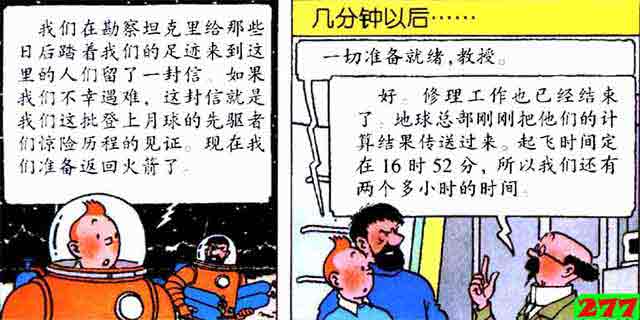 我们在勘察坦克里给那些
日后踏着我们的足迹来到这
里的人们留了一封信。如果
我们不幸遇难，这封信就是
我们这批登上月球的先驱者
们惊险历程的见证。现在我
们准备返回火箭了。
几分钟以后……
一切准备就绪，教授。
好。修理工作也已经结束
了。地球总部刚刚把他们的计
算结果传送过来。起飞时间定
在16时52分，所以我们还有
两个多小时的时间。
277